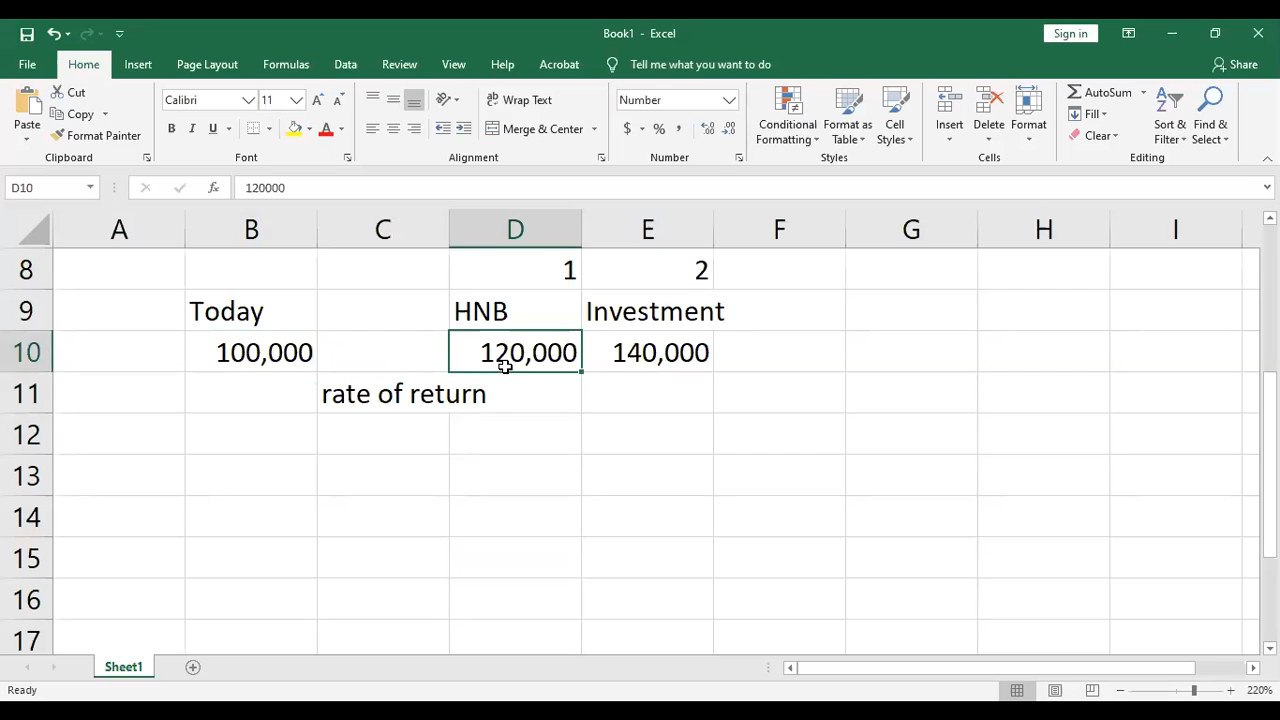 Book1 - Excel
Sign in
File Home Insert Page Layout Formulas Data Review View Help Acrobat Tell me what you want to do Share
Paste
Cut
Copy
Format Painter
Calibri 11
B I U
Wrap Text
Merge & Center
Number
$ %
Conditional Formatting
Format as Table
Cell Styles
Insert Delete Format
AutoSum
Fill
Clear
Sort & Filter
Find & Select
Clipboard Font Alignment Number Styles Cells Editing
D10 fx 120000
A B C D E F G H I
8 1 2
9 Today HNB Investment
10 100,000 120,000 140,000
11 rate of return
12
13
14
15
16
17
Sheet1
Ready 220%